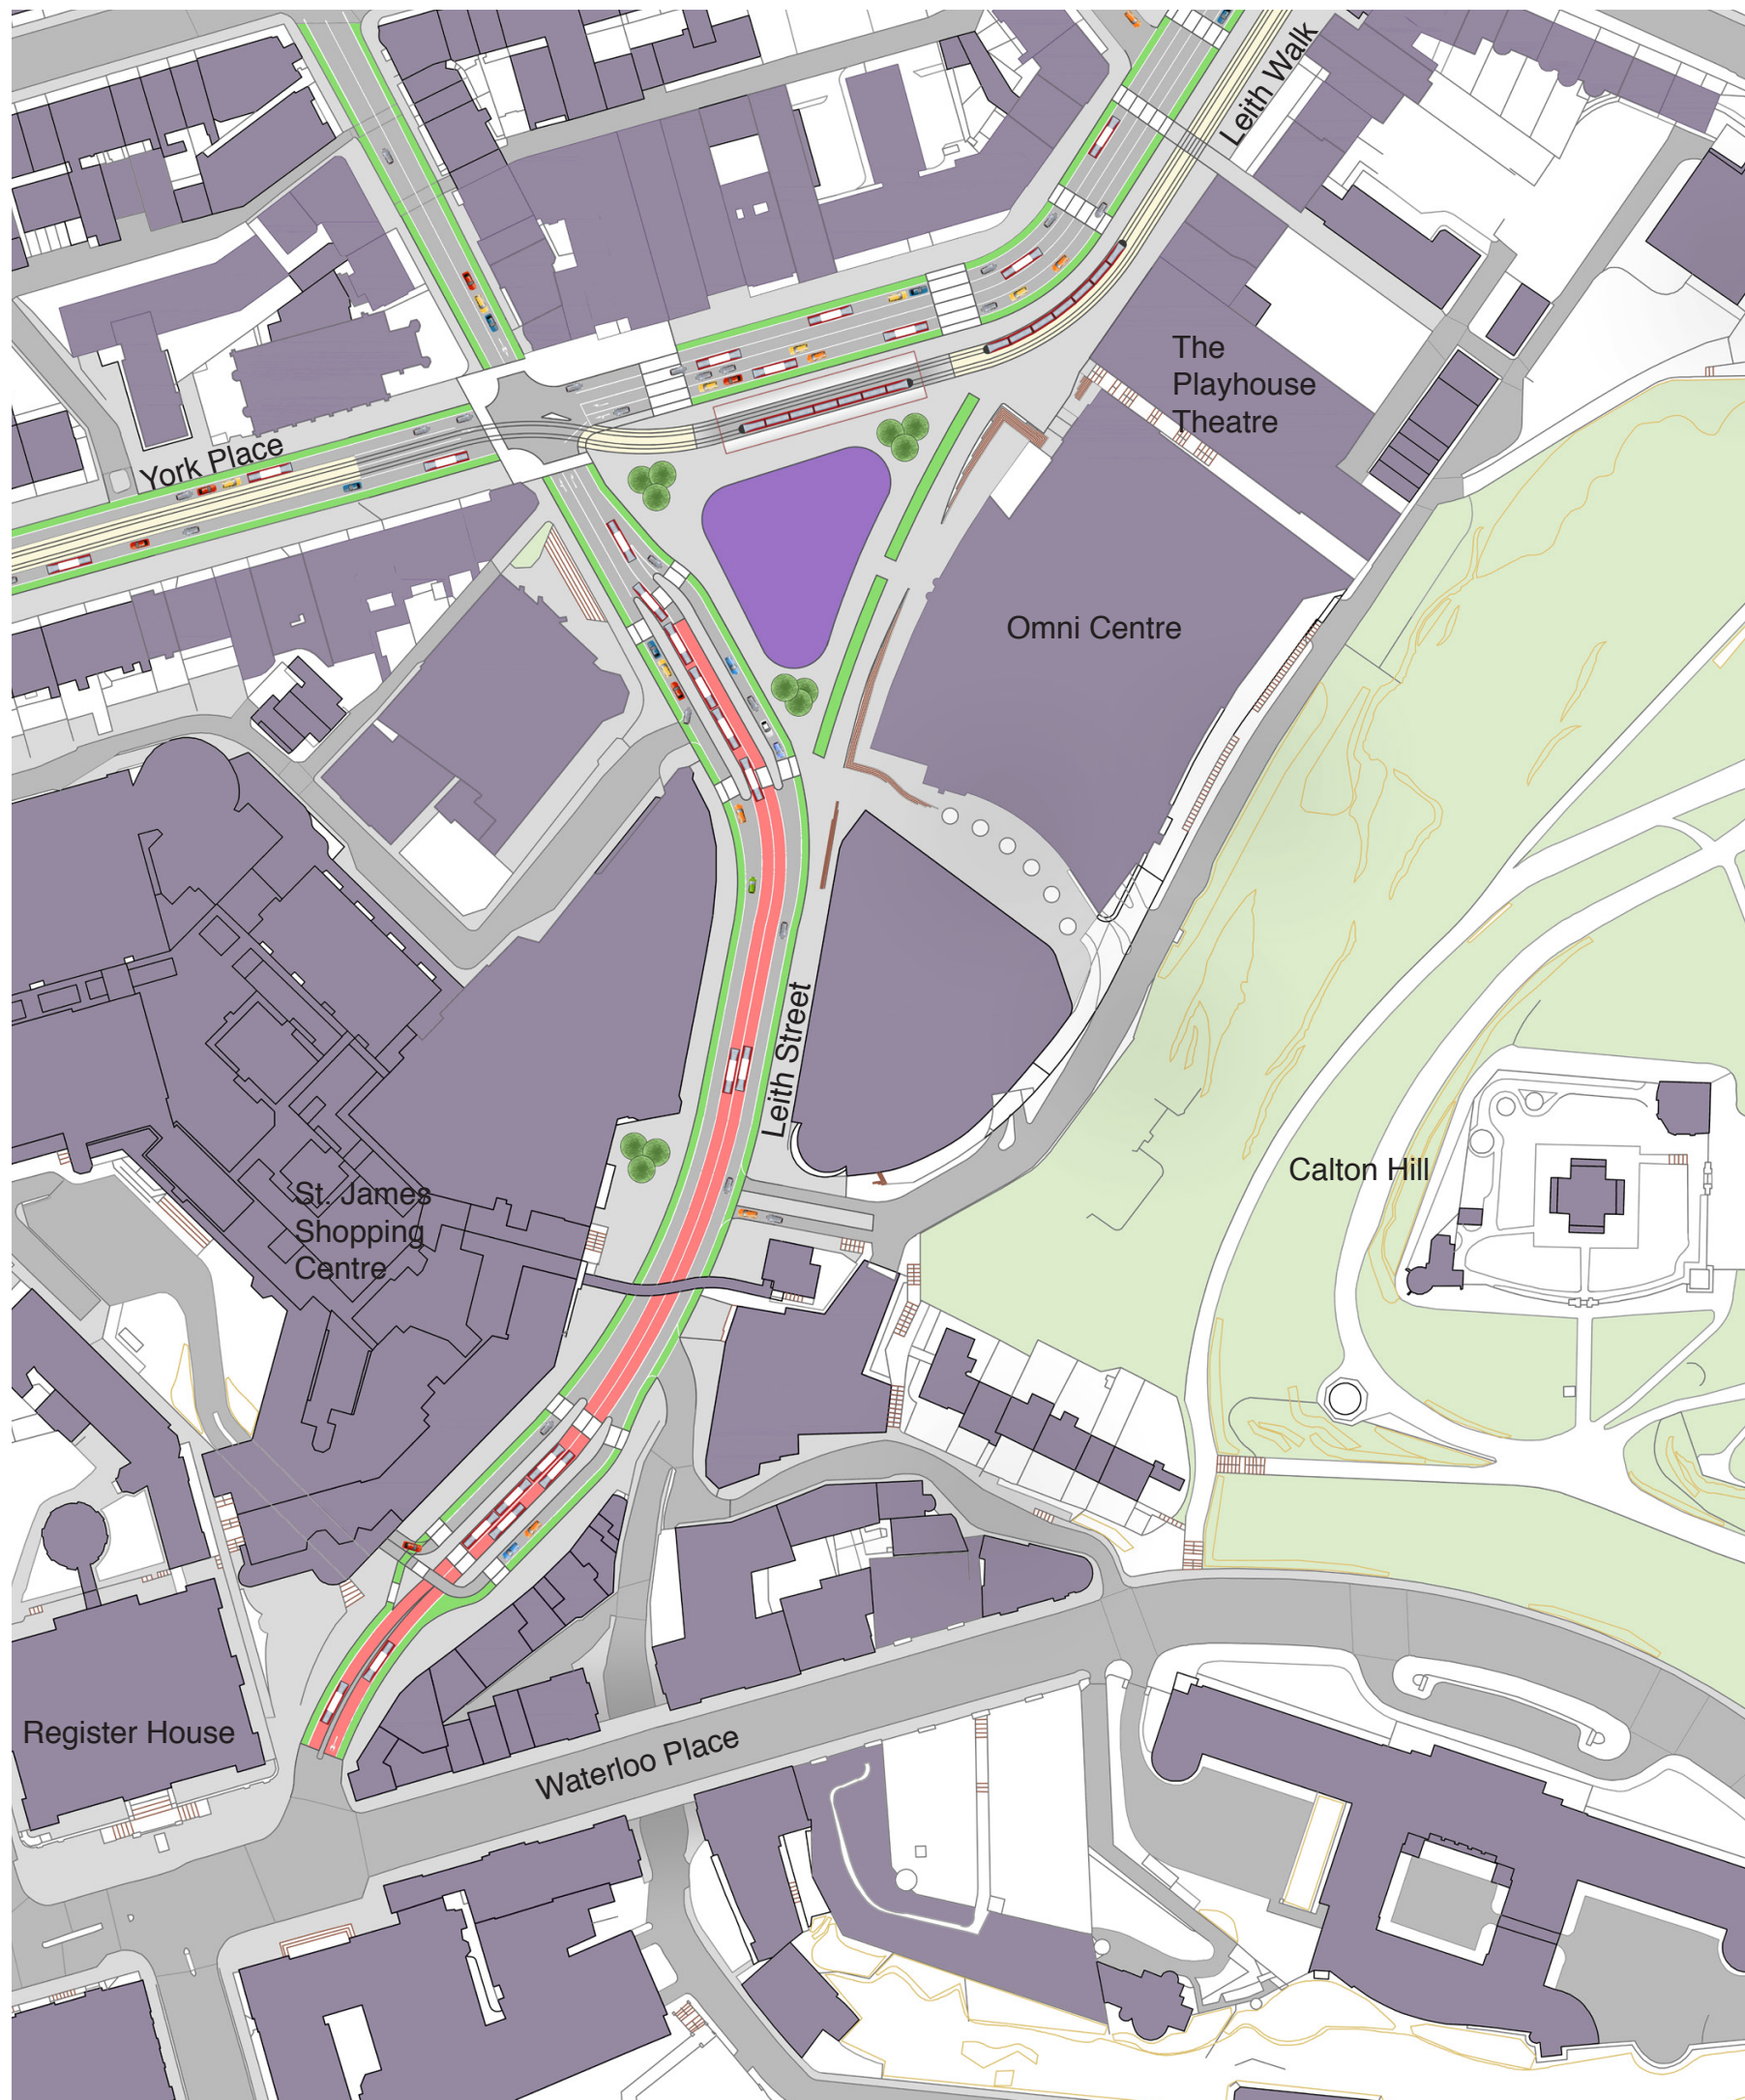 Leith Walk
The
Playhouse
Theatre
York Place
Omni Centre
Leith Street
Calton Hill
St. James
Shopping
Centre
Register House
Waterloo Place